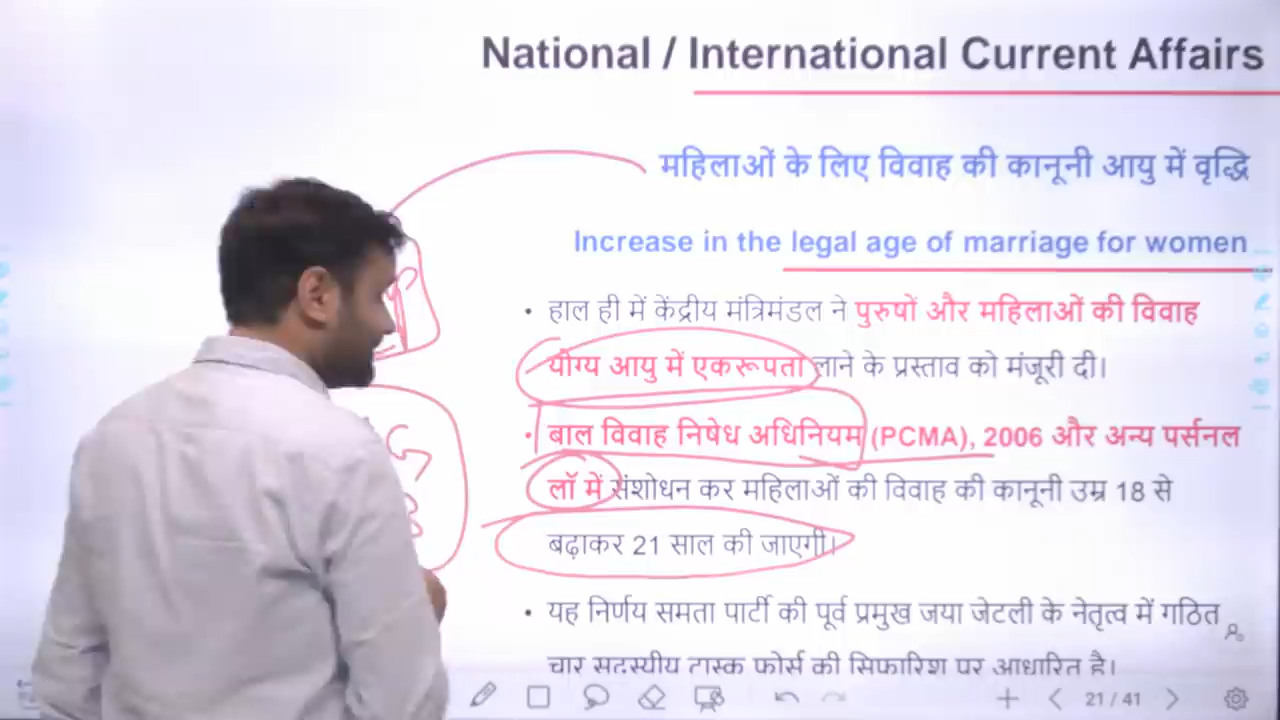 National / International Current Affairs
महिलाओं के लिए विवाह की कानूनी आयु में वृद्धि
Increase in the legal age of marriage for women
• हाल ही में केंद्रीय मंत्रिमंडल ने पुरुषों और महिलाओं की विवाह
योग्य आयु में एकरूपता लाने के प्रस्ताव को मंजूरी दी।
• बाल विवाह निषेध अधिनियम (PCMA), 2006 और अन्य पर्सनल
लॉ में संशोधन कर महिलाओं की विवाह की कानूनी उम्र 18 से
बढ़ाकर 21 साल की जाएगी।
• यह निर्णय समता पार्टी की पूर्व प्रमुख जया जेटली के नेतृत्व में गठित
चार सदस्यीय टास्क फोर्स की सिफारिश पर आधारित है।
21 / 41